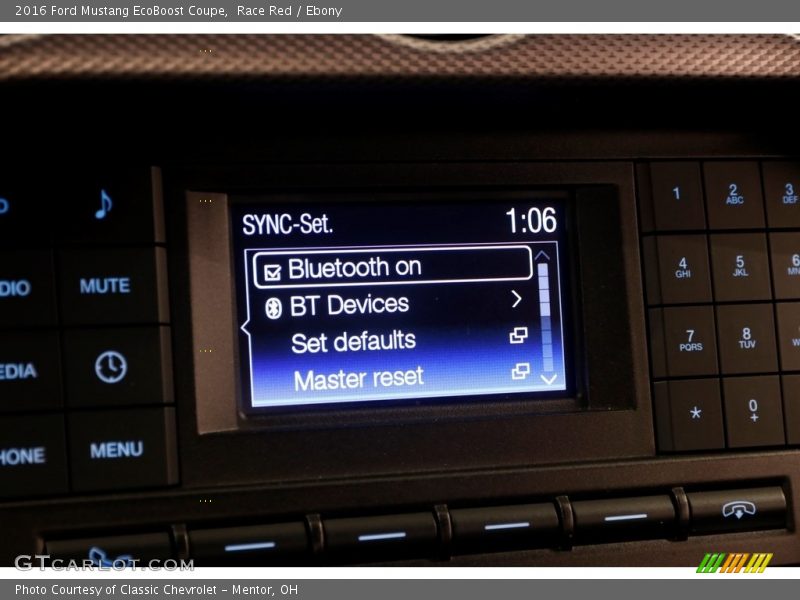 2016 Ford Mustang EcoBoost Coupe, Race Red / Ebony
SYNC-Set.
1:06
Bluetooth on
BT Devices
Set defaults
Master reset
MUTE
MENU
1
2
ABC
3
DEF
4
GHI
5
JKL
6
7
PQRS
8
TUV
*
0
+
GTCARLOT.COM
Photo Courtesy of Classic Chevrolet - Mentor, OH